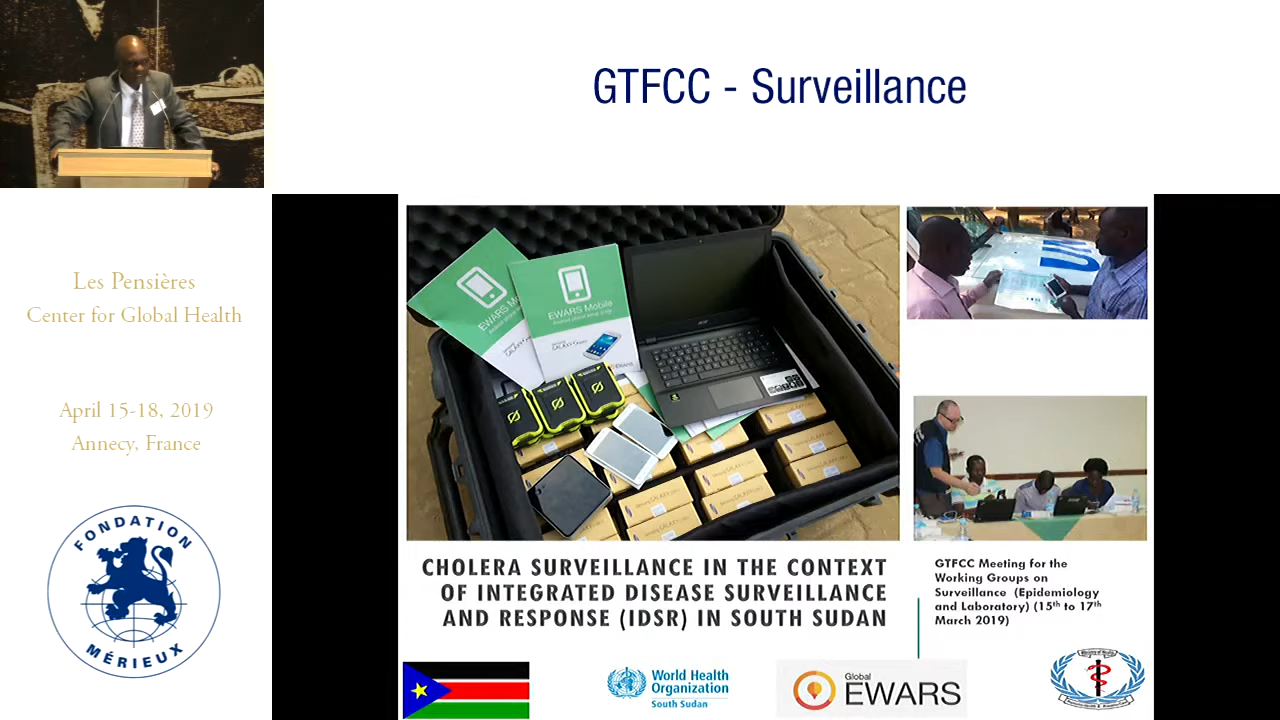 GTFCC - Surveillance
Les Pensières
Center for Global Health
April 15-18, 2019
Annecy, France
FONDATION
MÉRIEUX
EWARS Mobile
EWARS
UN
CHOLERA SURVEILLANCE IN THE CONTEXT
OF INTEGRATED DISEASE SURVEILLANCE
AND RESPONSE (IDSR) IN SOUTH SUDAN
GTFCC Meeting for the
Working Groups on
Surveillance (Epidemiology
and Laboratory) (15th to 17th
March 2019)
World Health
Organization
South Sudan
Global
EWARS